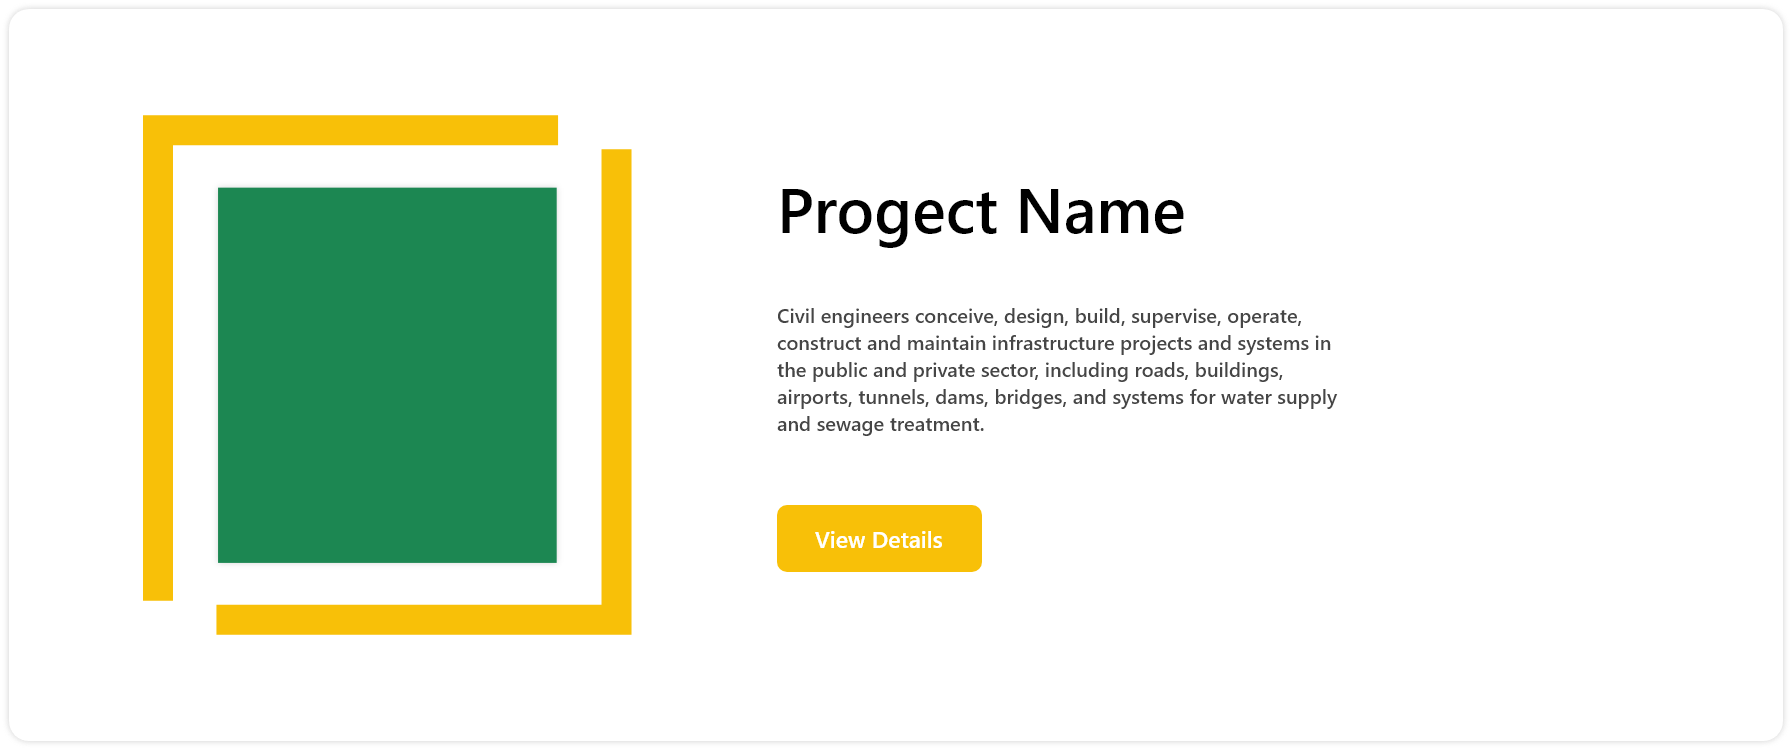 Progect Name
Civil engineers conceive, design, build, supervise, operate,
construct and maintain infrastructure projects and systems in
the public and private sector, including roads, buildings,
airports, tunnels, dams, bridges, and systems for water supply
and sewage treatment.
View Details